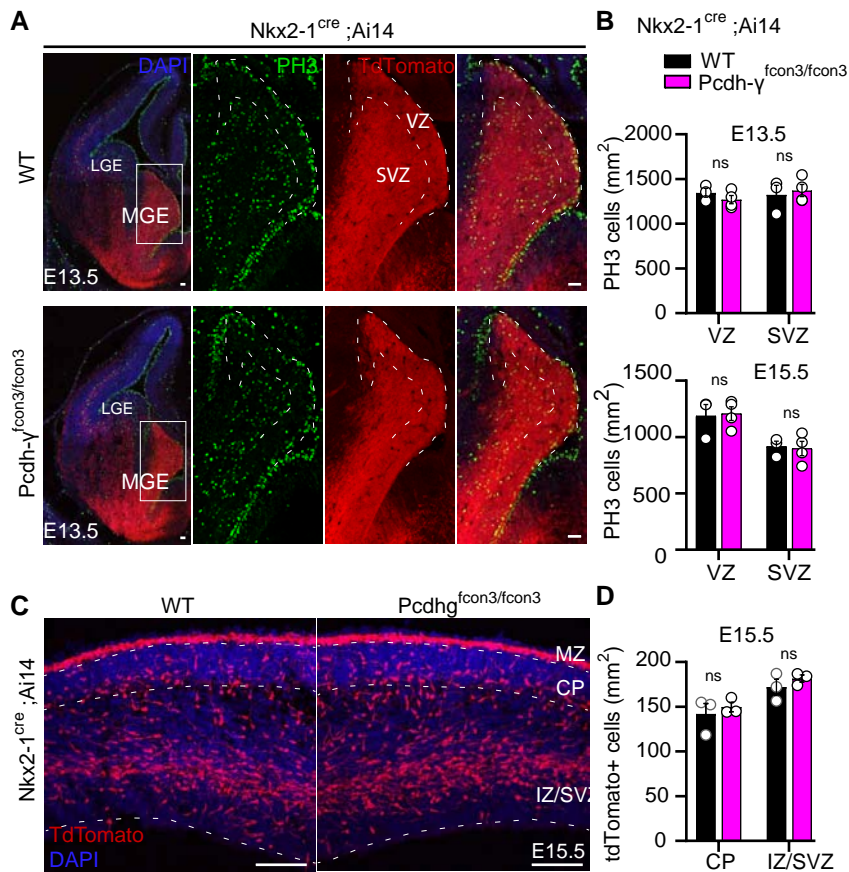 A
Nkx2-1cre ;Ai14
WT
DAPI
PH3
TdTomato
LGE
MGE
VZ
SVZ
E13.5
Pcdh-γfcon3/fcon3
LGE
MGE
E13.5
B
Nkx2-1cre ;Ai14
WT
Pcdh-γfcon3/fcon3
E13.5
PH3 cells (mm2)
2000
1500
1000
500
0
ns
ns
VZ
SVZ
E15.5
PH3 cells (mm2)
1500
1000
500
0
ns
ns
VZ
SVZ
C
WT
Pcdhgfcon3/fcon3
Nkx2-1cre ;Ai14
MZ
CP
IZ/SVZ
TdTomato
DAPI
E15.5
D
E15.5
tdTomato+ cells (mm2)
200
150
100
50
0
ns
ns
CP
IZ/SVZ